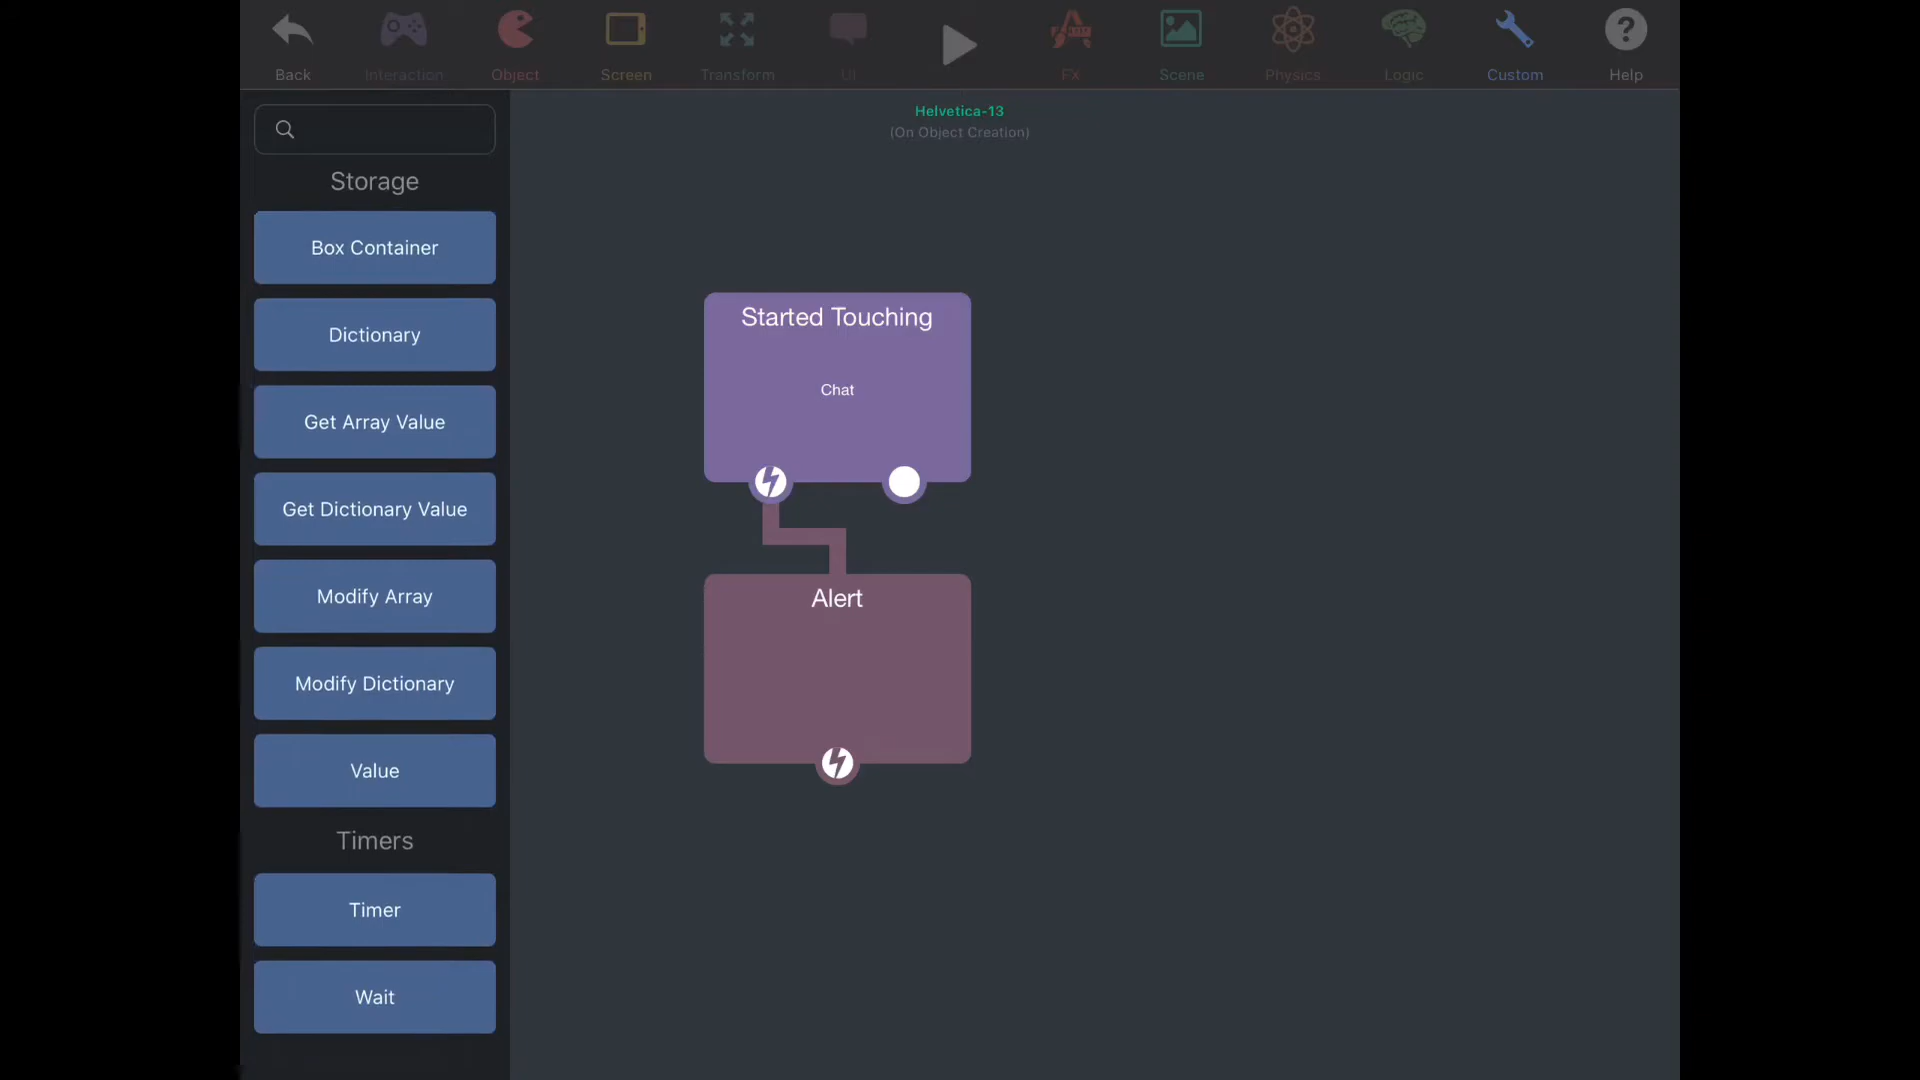 Back
Interaction
Object
Screen
Transform
UI
FX
Scene
Physics
Logic
Custom
Help
Helvetica-13
(On Object Creation)
Storage
Box Container
Dictionary
Get Array Value
Get Dictionary Value
Modify Array
Modify Dictionary
Value
Timers
Timer
Wait
Started Touching
Chat
Alert